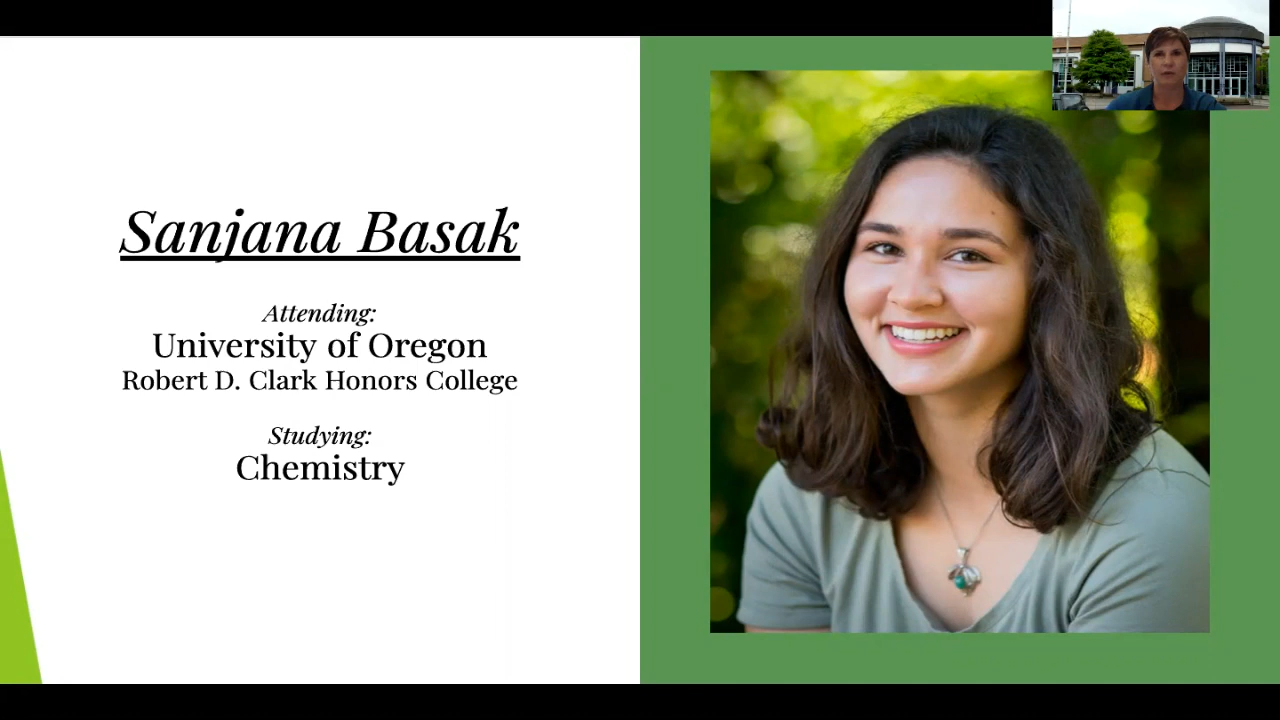 Sanjana Basak
Attending:
University of Oregon
Robert D. Clark Honors College
Studying:
Chemistry